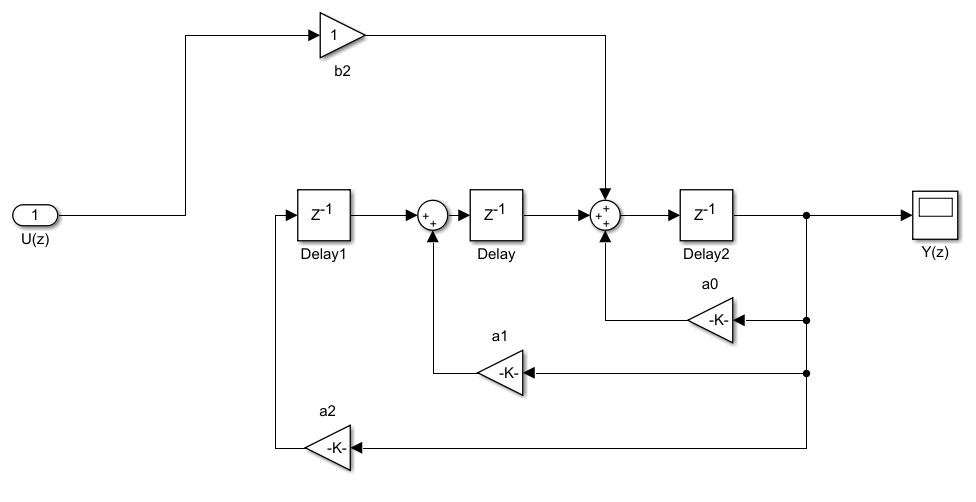 1
b2
1
U(z)
Z-1
Delay1
++
Z-1
Delay
+++
Z-1
Delay2
Y(z)
a0
-K-
a1
-K-
a2
-K-